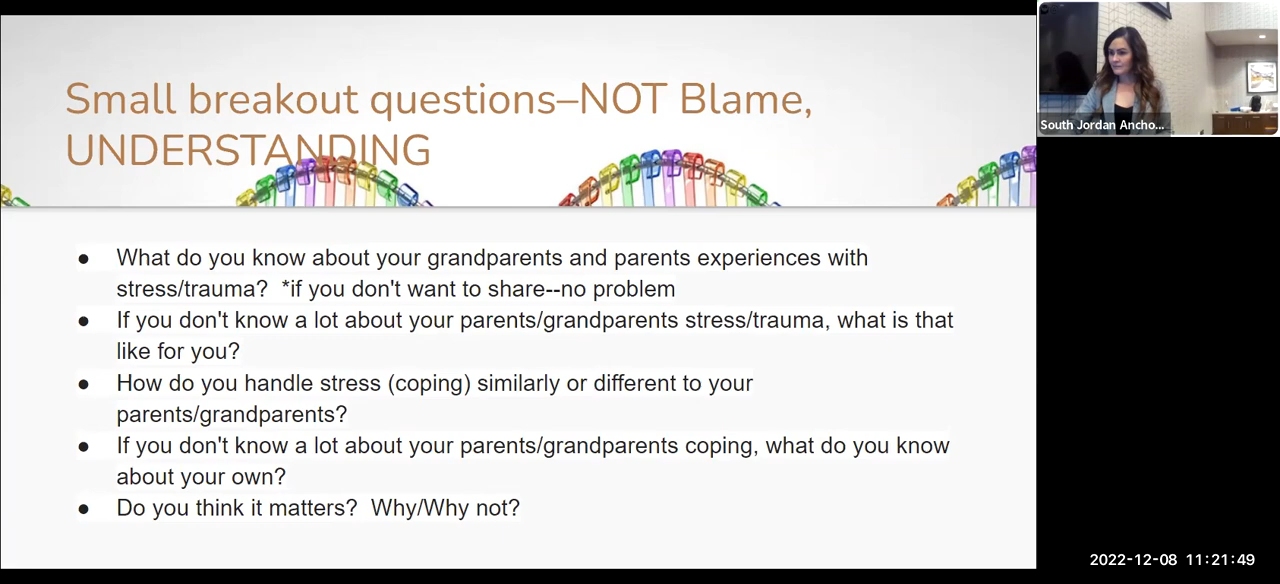 Small breakout questions–NOT Blame,
UNDERSTANDING
● What do you know about your grandparents and parents experiences with
stress/trauma?  *if you don't want to share--no problem
● If you don't know a lot about your parents/grandparents stress/trauma, what is that
like for you?
● How do you handle stress (coping) similarly or different to your
parents/grandparents?
● If you don't know a lot about your parents/grandparents coping, what do you know
about your own?
● Do you think it matters?  Why/Why not?
South Jordan Ancho...
2022-12-08 11:21:49